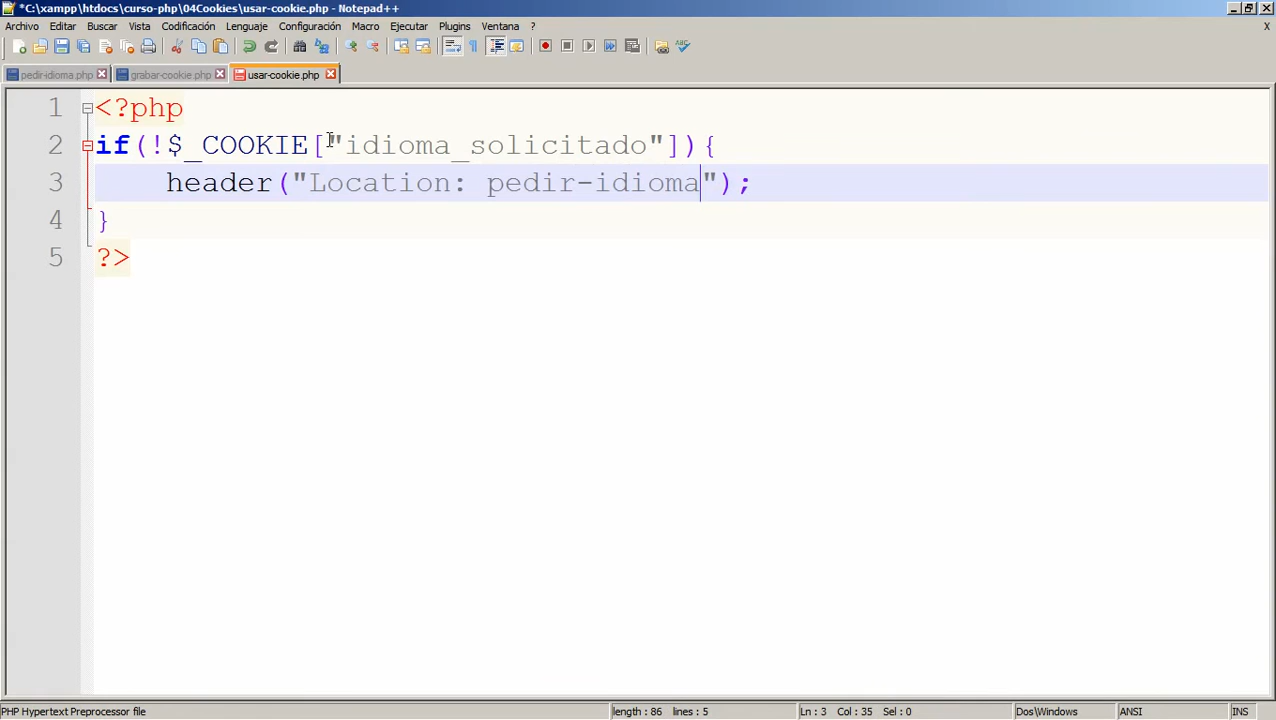 *C:\xampp\htdocs\curso-php\04Cookies\usar-cookie.php - Notepad++
Archivo Editar Buscar Vista Codificación Lenguaje Configuración Macro Ejecutar Plugins Ventana ? X
pedir-idioma.php grabar-cookie.php usar-cookie.php
1 <?php
2 if(!$_COOKIE["idioma_solicitado"]){
3 header("Location: pedir-idioma");
4 }
5 ?>
PHP Hypertext Preprocessor file length : 86 lines : 5 Ln : 3 Col : 35 Sel : 0 Dos\Windows ANSI INS